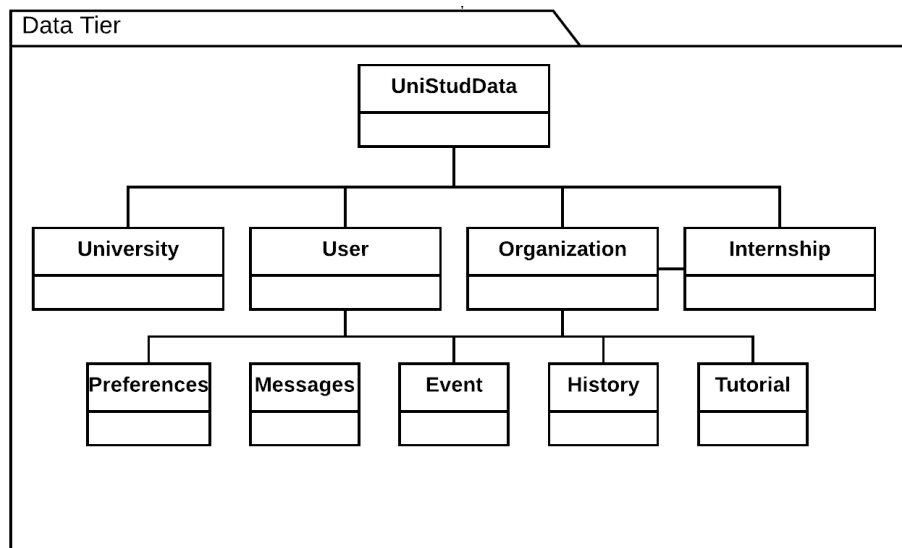 Data Tier
UniStudData
University
User
Organization
Internship
Preferences
Messages
Event
History
Tutorial